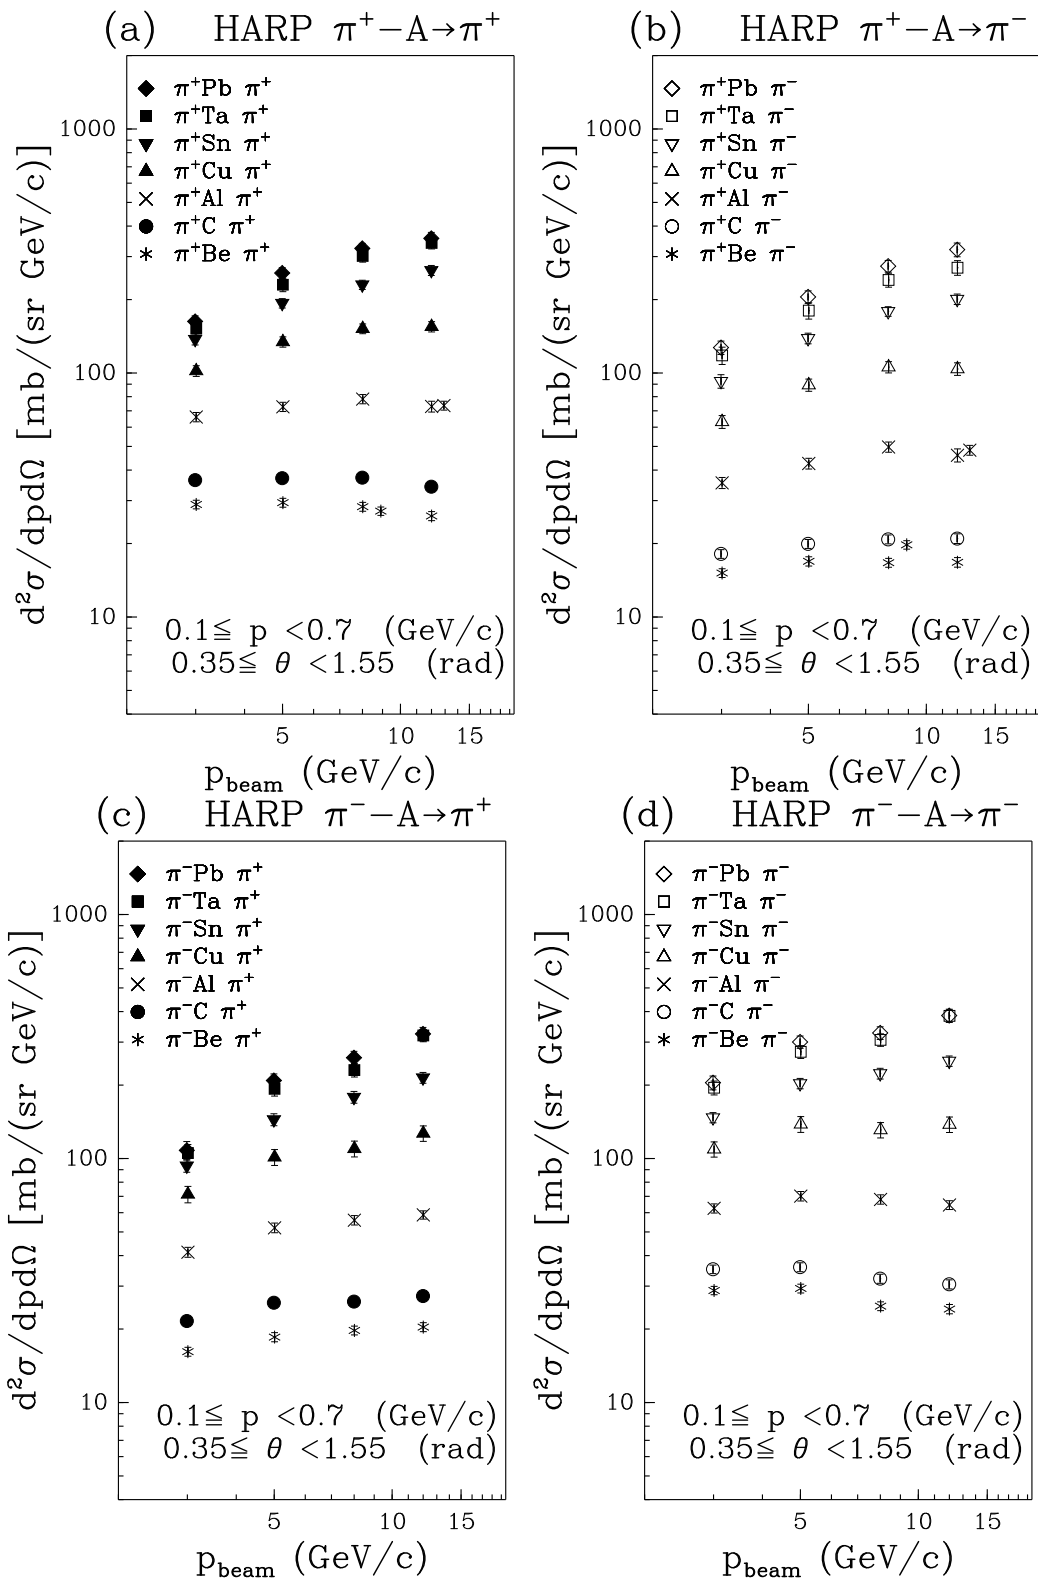 (a) HARP π⁺−A→π⁺
π⁺Pb π⁺
π⁺Ta π⁺
π⁺Sn π⁺
π⁺Cu π⁺
π⁺Al π⁺
π⁺C π⁺
π⁺Be π⁺
1000
100
10
d²σ/dpdΩ [mb/(sr GeV/c)]
0.1≦ p <0.7 (GeV/c)
0.35≦ θ <1.55 (rad)
5 10 15
p_beam (GeV/c)
(b) HARP π⁺−A→π⁻
π⁺Pb π⁻
π⁺Ta π⁻
π⁺Sn π⁻
π⁺Cu π⁻
π⁺Al π⁻
π⁺C π⁻
π⁺Be π⁻
1000
100
10
d²σ/dpdΩ [mb/(sr GeV/c)]
0.1≦ p <0.7 (GeV/c)
0.35≦ θ <1.55 (rad)
5 10 15
p_beam (GeV/c)
(c) HARP π⁻−A→π⁺
π⁻Pb π⁺
π⁻Ta π⁺
π⁻Sn π⁺
π⁻Cu π⁺
π⁻Al π⁺
π⁻C π⁺
π⁻Be π⁺
1000
100
10
d²σ/dpdΩ [mb/(sr GeV/c)]
0.1≦ p <0.7 (GeV/c)
0.35≦ θ <1.55 (rad)
5 10 15
p_beam (GeV/c)
(d) HARP π⁻−A→π⁻
π⁻Pb π⁻
π⁻Ta π⁻
π⁻Sn π⁻
π⁻Cu π⁻
π⁻Al π⁻
π⁻C π⁻
π⁻Be π⁻
1000
100
10
d²σ/dpdΩ [mb/(sr GeV/c)]
0.1≦ p <0.7 (GeV/c)
0.35≦ θ <1.55 (rad)
5 10 15
p_beam (GeV/c)